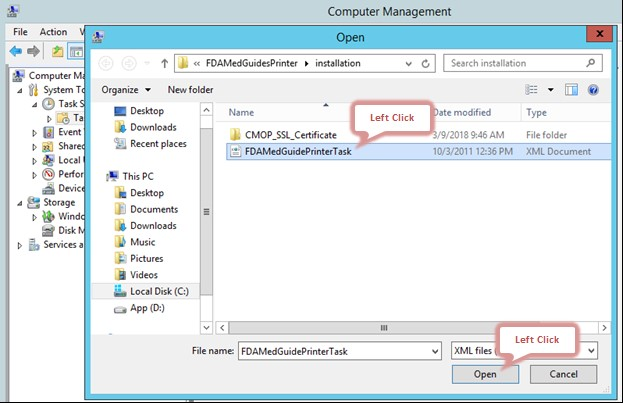 Computer Management
File Action
Open
« FDAMedGuidesPrinter ▸ installation
Search installation
Organize ▾ New folder
Computer Ma
System To
Task S
Ta
Event
Shared
Local U
Perfor
Device
Storage
Windo
Disk M
Services a
Desktop
Downloads
Recent places
This PC
Desktop
Documents
Downloads
Music
Pictures
Videos
Local Disk (C:)
App (D:)
Name Date modified Type
CMOP_SSL_Certificate 3/9/2018 9:46 AM File folder
FDAMedGuidePrinterTask 10/3/2011 12:36 PM XML Document
Left Click
File name: FDAMedGuidePrinterTask XML files
Left Click
Open Cancel